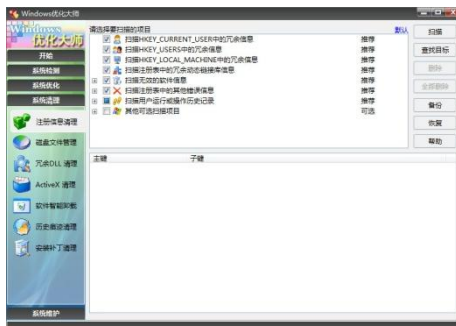 Windows优化大师
Windows
优化大师
开始
系统检测
系统优化
系统清理
注册信息清理
磁盘文件管理
冗余DLL 清理
ActiveX 清理
软件智能卸载
历史痕迹清理
安装补丁清理
系统维护
请选择要扫描的项目
默认
扫描HKEY_CURRENT_USER中的冗余信息 推荐
扫描HKEY_USERS中的冗余信息 推荐
扫描HKEY_LOCAL_MACHINE中的冗余信息 推荐
扫描注册表中的冗余动态链接库信息 推荐
扫描无效的软件信息 推荐
扫描注册表中的其他错误信息 推荐
扫描用户运行或操作历史记录 推荐
其他可选扫描项目 可选
主键 子键
扫描
查找目标
删除
全部删除
备份
恢复
帮助